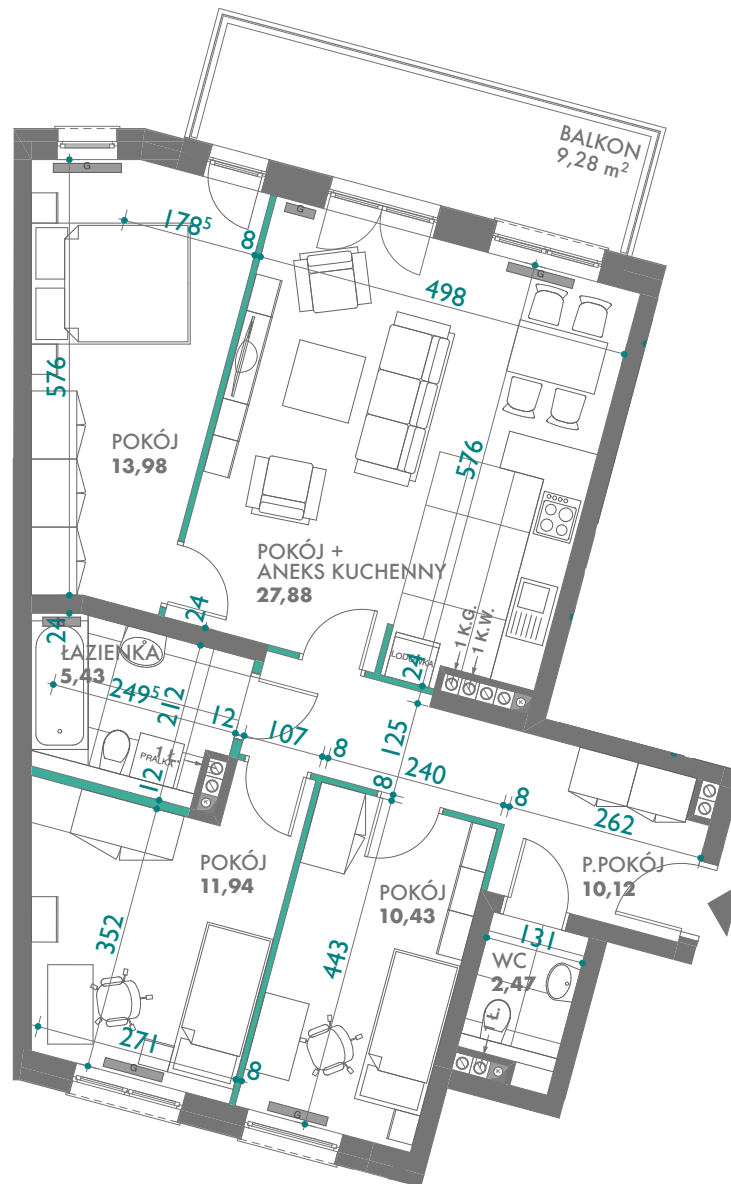 BALKON
9,28 m²
G
G
G
178⁵
8
498
576
POKÓJ
13,98
576
POKÓJ +
ANEKS KUCHENNY
27,88
1 K.G.
1 K.W.
24
24
ŁAZIENKA
5,43
LODÓWKA
24
249⁵
212
12
107
8
125
240
8
8
262
1 Ł.
PRALKA
12
K
K
POKÓJ
11,94
POKÓJ
10,43
P.POKÓJ
10,12
352
443
131
WC
2,47
1 Ł.
K
271
8
G
G